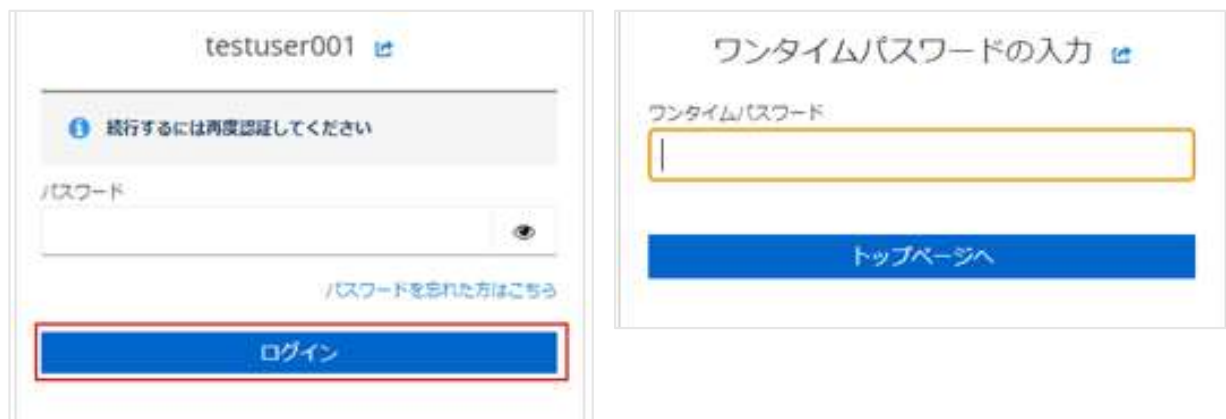 testuser001
続行するには再度認証してください
パスワード
パスワードを忘れた方はこちら
ログイン
ワンタイムパスワードの入力
ワンタイムパスワード
トップページへ